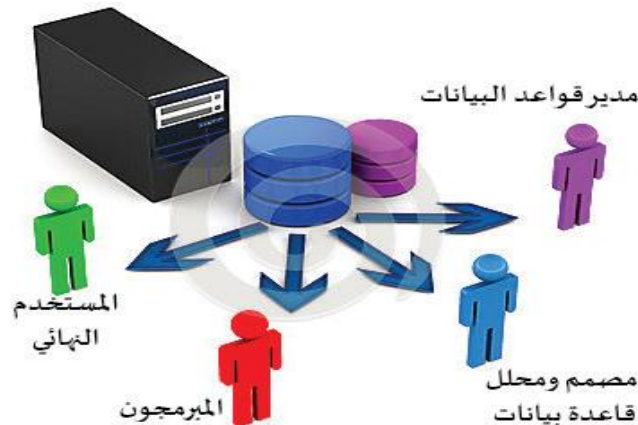 مدير قواعد البيانات
المستخدم
النهائي
المبرمجون
مصمم ومحلل
قاعدة بيانات